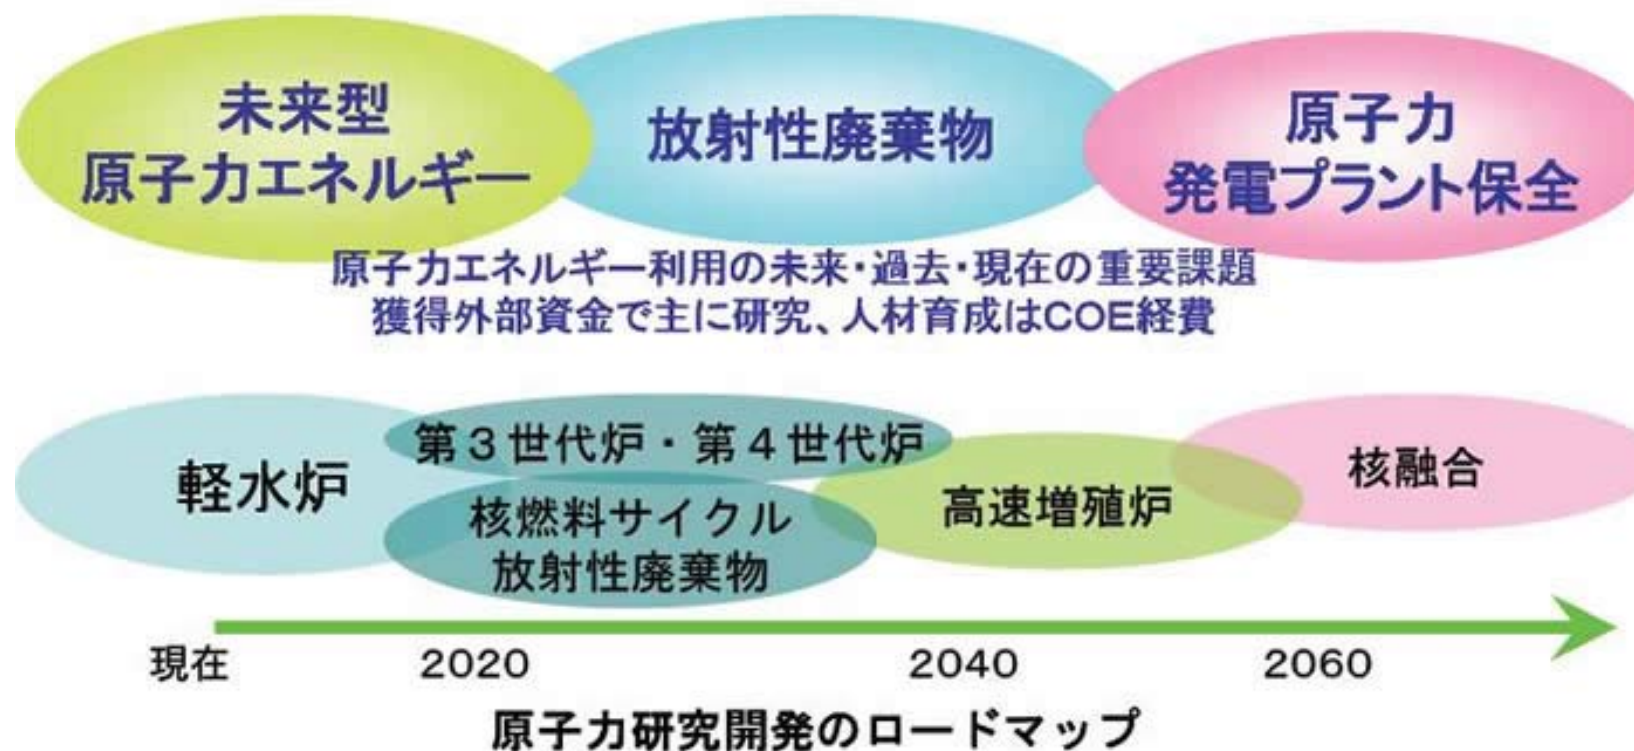 未来型
原子力エネルギー
放射性廃棄物
原子力
発電プラント保全
原子力エネルギー利用の未来・過去・現在の重要課題
獲得外部資金で主に研究、人材育成はCOE経費
軽水炉
第３世代炉・第４世代炉
核燃料サイクル
放射性廃棄物
高速増殖炉
核融合
現在
2020
2040
2060
原子力研究開発のロードマップ